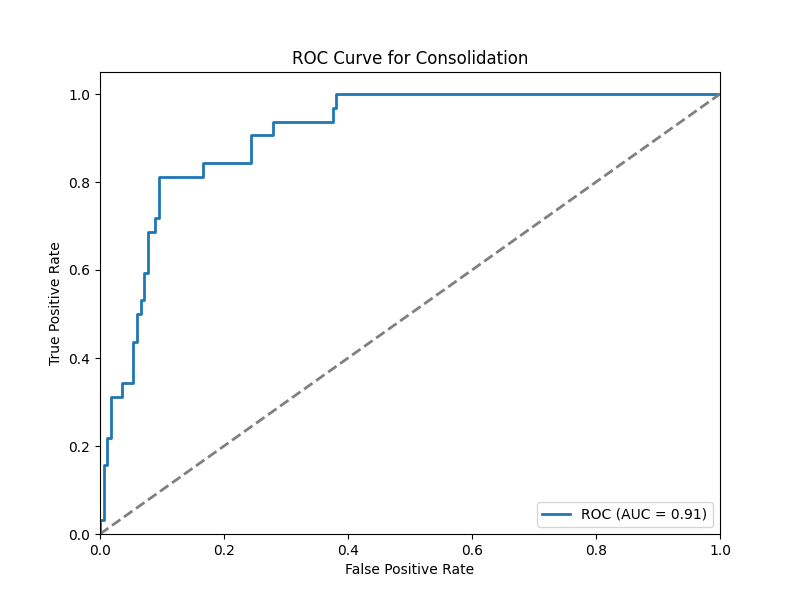 ROC Curve for Consolidation
1.0
0.8
0.6
0.4
0.2
0.0
True Positive Rate
ROC (AUC = 0.91)
0.0 0.2 0.4 0.6 0.8 1.0
False Positive Rate